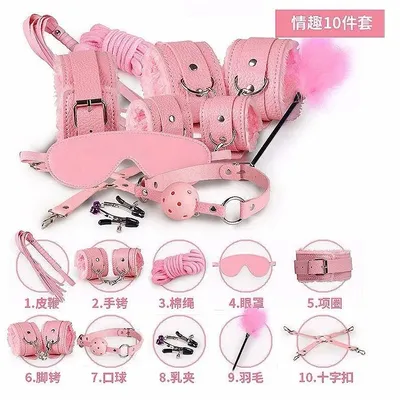 情趣10件套
1.皮鞭
2.手铐
3.棉绳
4.眼罩
5.项圈
6.脚铐
7.口球
8.乳夹
9.羽毛
10.十字扣